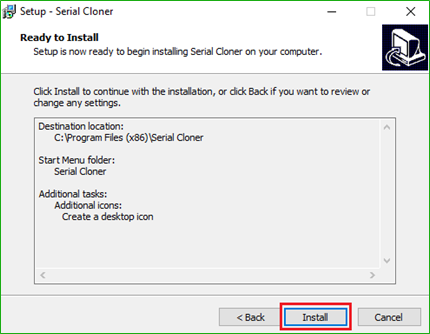 Setup - Serial Cloner
Ready to Install
Setup is now ready to begin installing Serial Cloner on your computer.
Click Install to continue with the installation, or click Back if you want to review or
change any settings.
Destination location:
C:\Program Files (x86)\Serial Cloner
Start Menu folder:
Serial Cloner
Additional tasks:
Additional icons:
Create a desktop icon
< Back
Install
Cancel